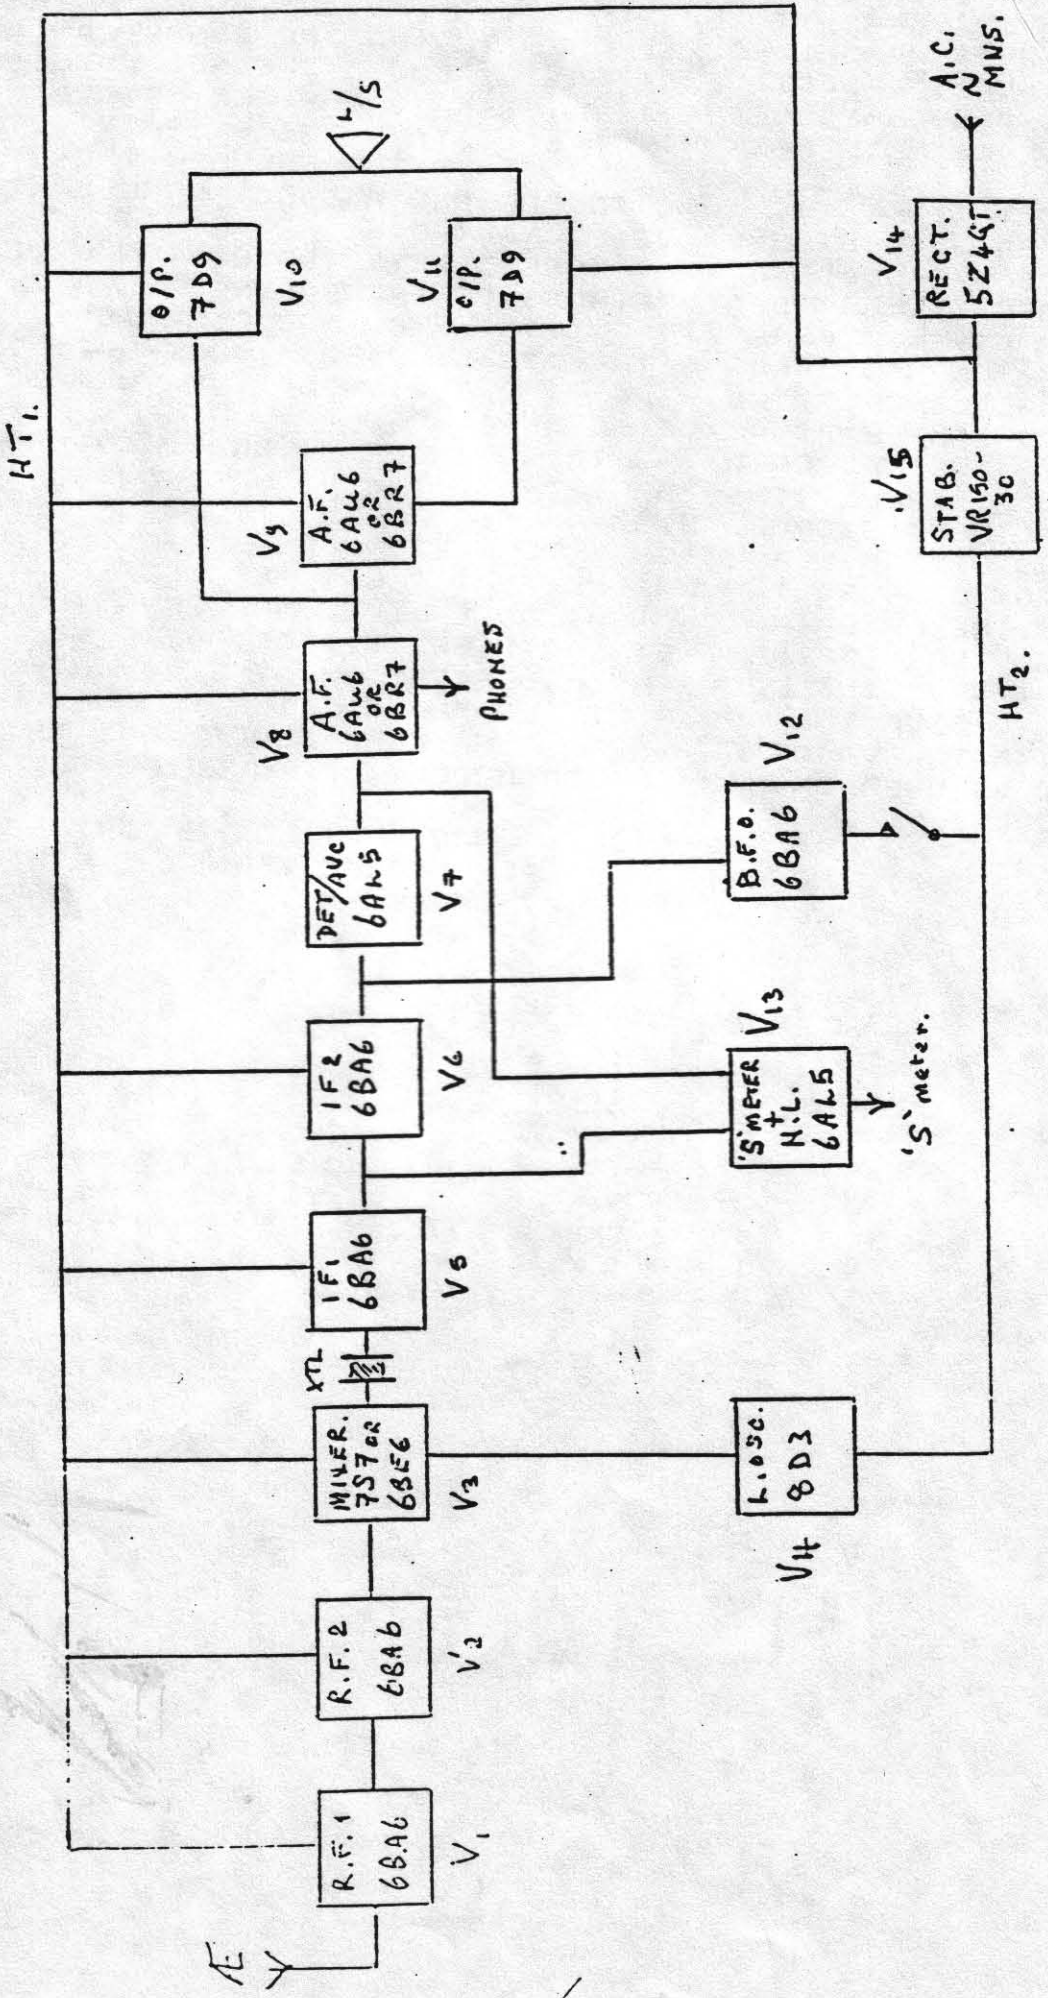 HT1.
Æ
R.F.1
6BA6
V1
R.F.2
6BA6
V2
MIXER.
7S7 OR
6BE6
V3
XTL
IF1
6BA6
V5
IF2
6BA6
V6
DET/AVC
6AL5
V7
V8
A.F.
6AU6
OR
6BR7
PHONES
V9
A.F.
6AU6
OR
6BR7
O/P.
7D9
V10
V11
O/P.
7D9
L/S
V4
L.OSC.
8D3
V13
'S'METER
+
N.L.
6AL5
'S' meter.
V12
B.F.O.
6BA6
HT2.
V15
STAB.
VR150-
30
V14
RECT.
5Z4GT.
A.C.
~
MNS.